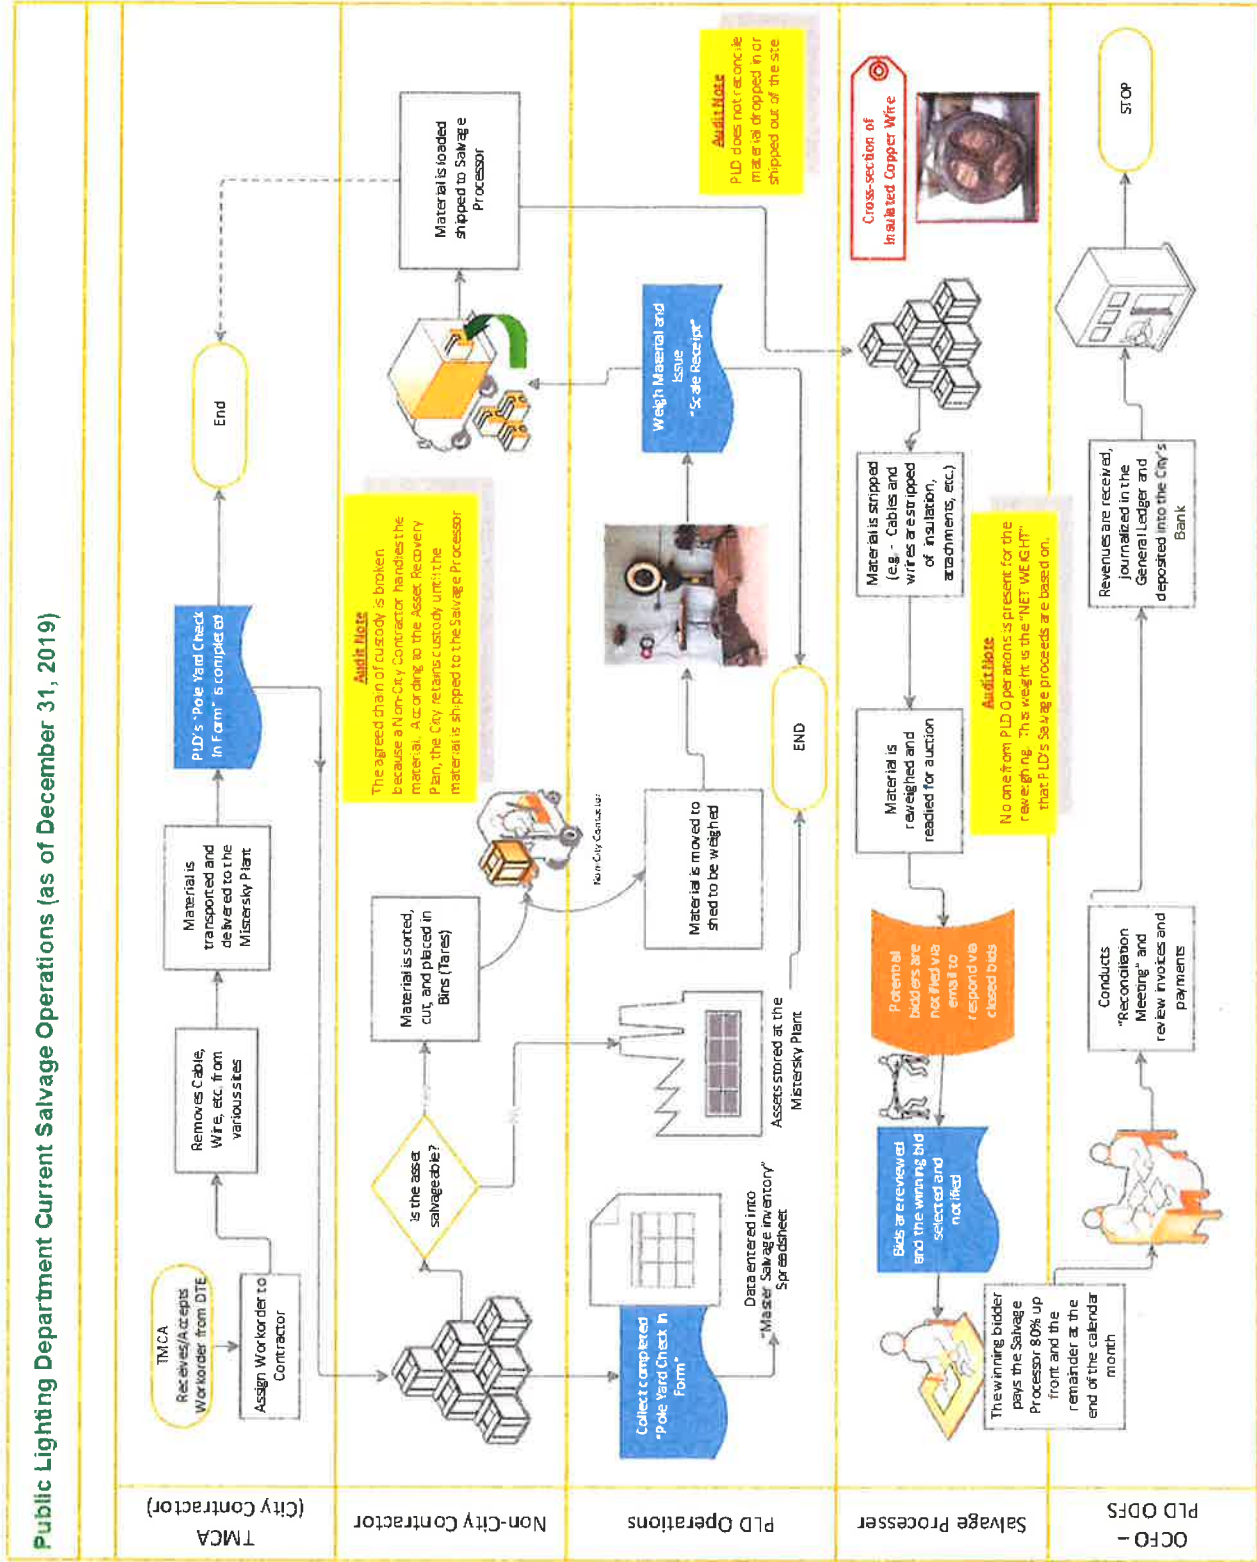 Public Lighting Department Current Salvage Operations (as of December 31, 2019)
TMCA
(City Contractor)
TMCA
Receives/Accepts
Workorder from DTE
Assign Workorder to
Contractor
Removes Cable,
Wire, etc. from
various sites
Material is
transported and
delivered to the
Mistersky Plant
PLD's "Pole Yard Check
In Form" is completed
End
Non-City Contractor
Is the asset
salvageable?
Material is sorted,
cut, and placed in
Bins (Tares)
Non-City Contractor
Audit Note
The agreed chain of custody is broken
because a Non-City Contractor handles the
material. According to the Asset Recovery
Plan, the City retains custody until the
material is shipped to the Salvage Processor
Material is loaded
shipped to Salvage
Processor
PLD Operations
Collect completed
"Pole Yard Check In
Form"
Data entered into
"Master Salvage inventory"
Spreadsheet
Assets stored at the
Mistersky Plant
Material is moved to
shed to be weighed
END
Weigh Material and
Issue
"Scale Receipt"
Audit Note
PLD does not reconcile
material dropped in or
shipped out of the site
Salvage Processer
Cross-section of
Insulated Copper Wire
Material is stripped
(e.g. - Cables and
wires are stripped
of insulation,
attachments, etc.)
Material is
reweighed and
readied for auction
Audit Note
No one from PLD Operations is present for the
reweighing. This weight is the "NET WEIGHT"
that PLD's Salvage proceeds are based on.
Potential
bidders are
notified via
email to
respond via
closed bids
Bids are reviewed
and the winning bid
selected and
notified
The winning bidder
pays the Salvage
Processor 80% up
front and the
remainder at the
end of the calendar
month
OCFO –
PLD ODFS
Conducts
"Reconciliation
Meeting" and
review invoices and
payments
Revenues are received,
journalized in the
General Ledger and
deposited into the City's
Bank
STOP